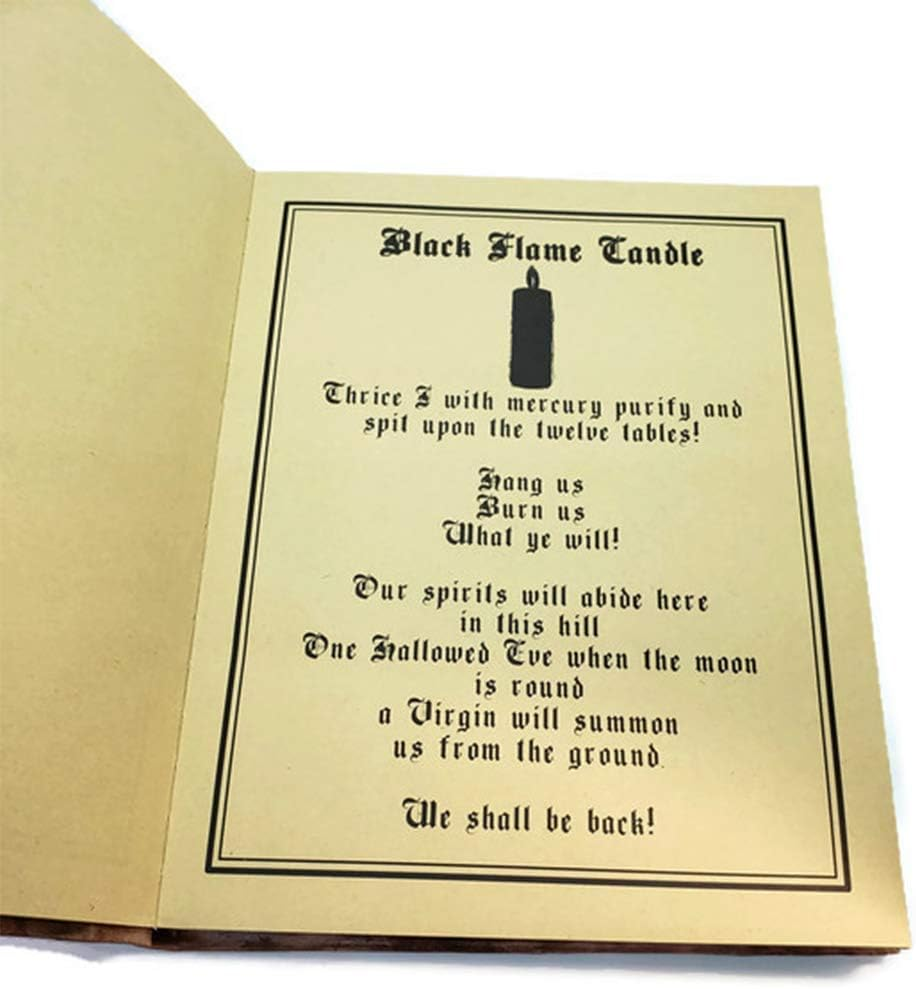 Black Flame Candle
Thrice I with mercury purify and
spit upon the twelve tables!
Hang us
Burn us
What ye will!
Our spirits will abide here
in this hill
One Hallowed Eve when the moon
is round
a Virgin will summon
us from the ground.
We shall be back!